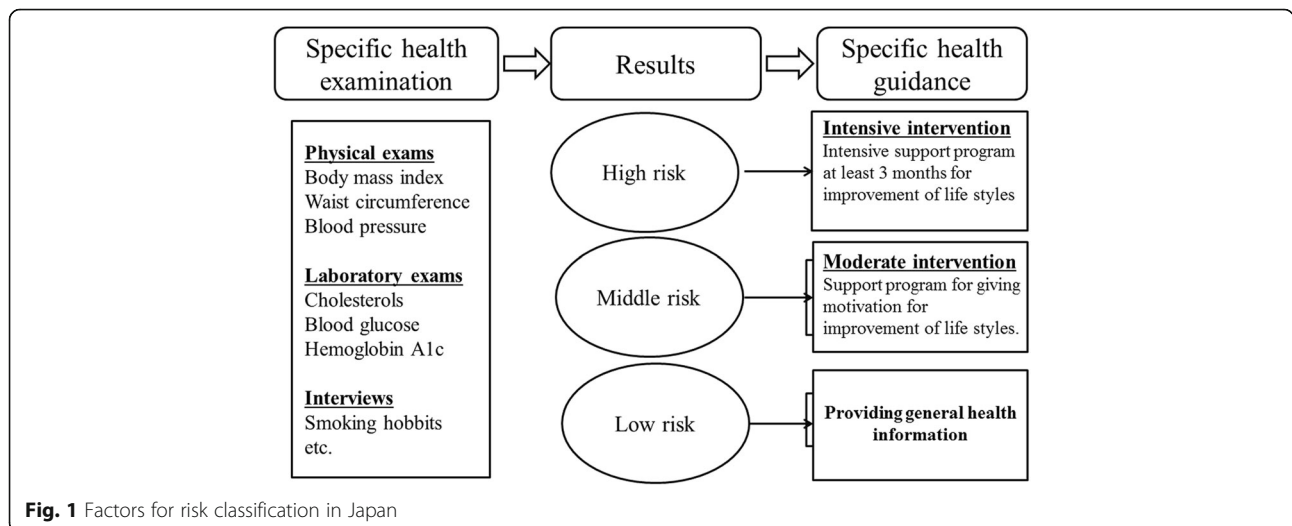 Specific health
examination
Results
Specific health
guidance
Physical exams
Body mass index
Waist circumference
Blood pressure
Laboratory exams
Cholesterols
Blood glucose
Hemoglobin A1c
Interviews
Smoking hobbits
etc.
High risk
Intensive intervention
Intensive support program
at least 3 months for
improvement of life styles
Middle risk
Moderate intervention
Support program for giving
motivation for
improvement of life styles.
Low risk
Providing general health
information
Fig. 1 Factors for risk classification in Japan